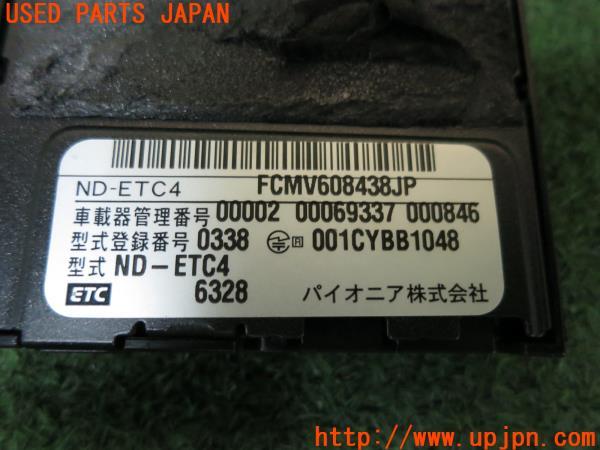 USED PARTS JAPAN
ND-ETC4 FCMV608438JP
車載器管理番号 00002 00069337 000846
型式登録番号 0338 R 001CYBB1048
型式 ND-ETC4
ETC 6328 パイオニア株式会社
http://www.upjpn.com/